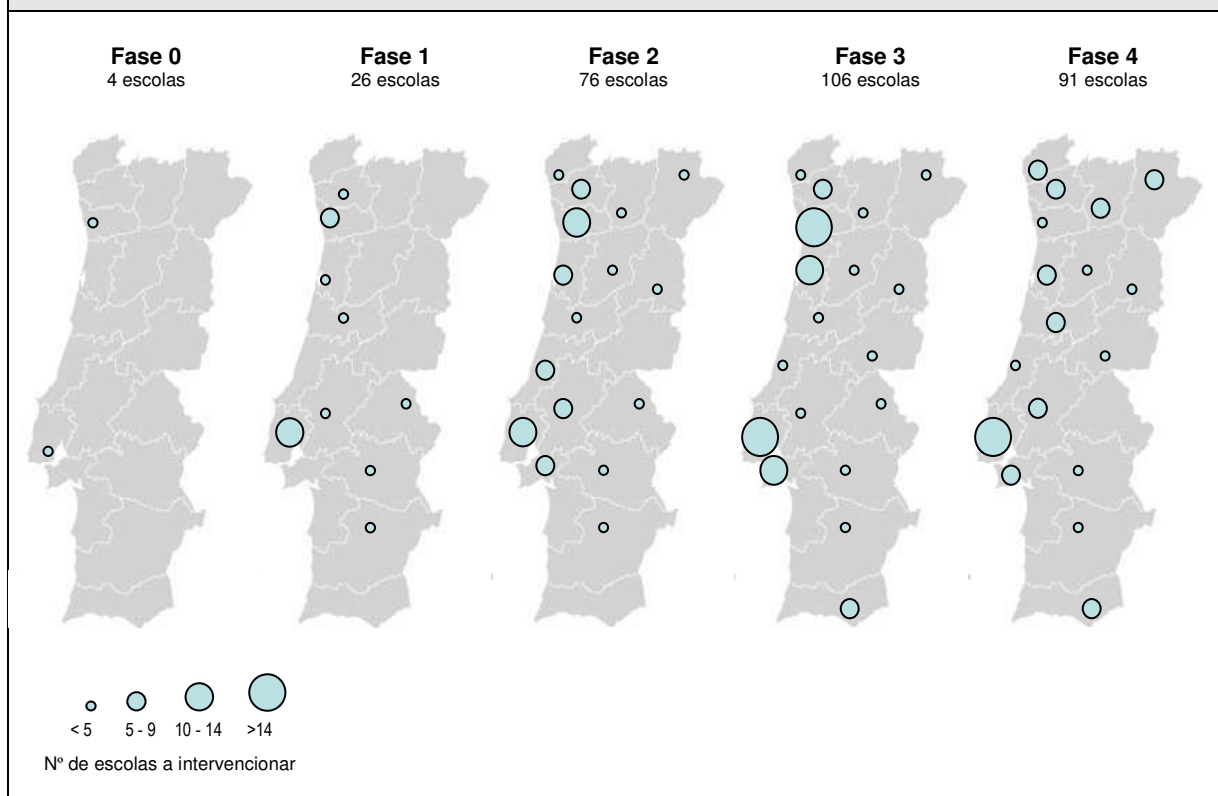 Fase 0
4 escolas
Fase 1
26 escolas
Fase 2
76 escolas
Fase 3
106 escolas
Fase 4
91 escolas
< 5
5 - 9
10 - 14
>14
Nº de escolas a intervencionar